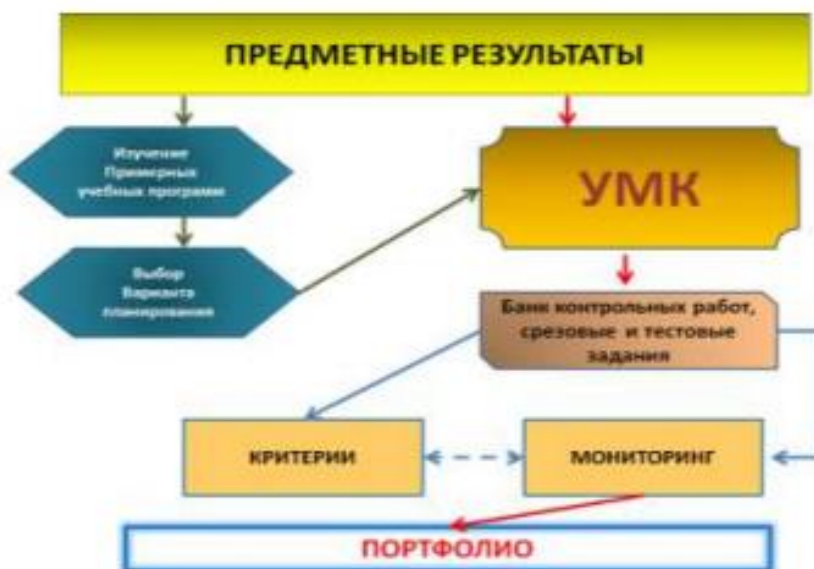 ПРЕДМЕТНЫЕ РЕЗУЛЬТАТЫ
Изучение
Примерных
учебных программ
УМК
Выбор
Варианта
планирования
Банк контрольных работ,
срезовые и тестовые
задания
КРИТЕРИИ
МОНИТОРИНГ
ПОРТФОЛИО